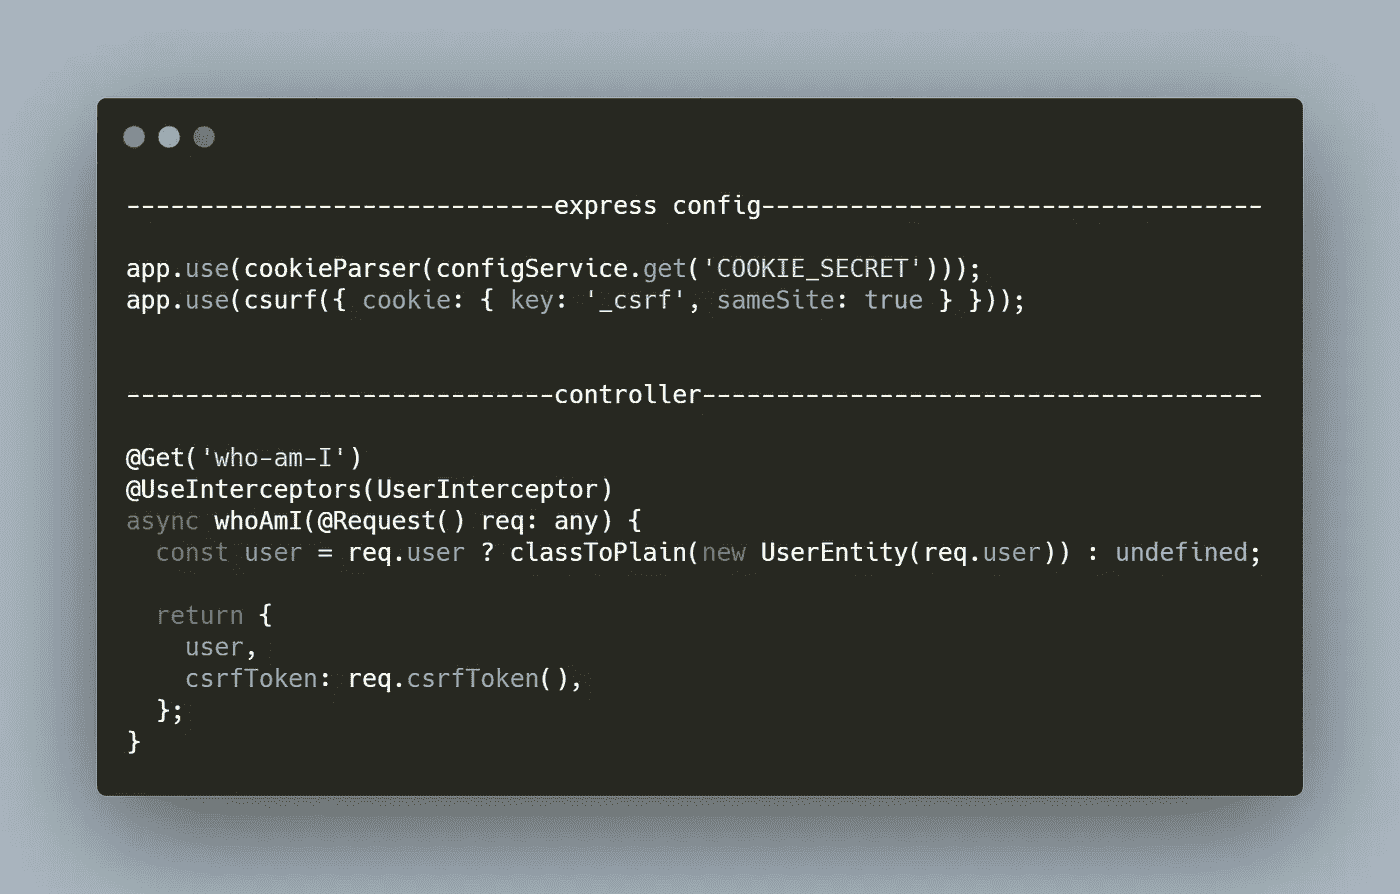 -----------------------------express config----------------------------------
app.use(cookieParser(configService.get('COOKIE_SECRET')));
app.use(csurf({ cookie: { key: '_csrf', sameSite: true } }));
-----------------------------controller--------------------------------------
@Get('who-am-I')
@UseInterceptors(UserInterceptor)
async whoAmI(@Request() req: any) {
  const user = req.user ? classToPlain(new UserEntity(req.user)) : undefined;
  return {
    user,
    csrfToken: req.csrfToken(),
  };
}